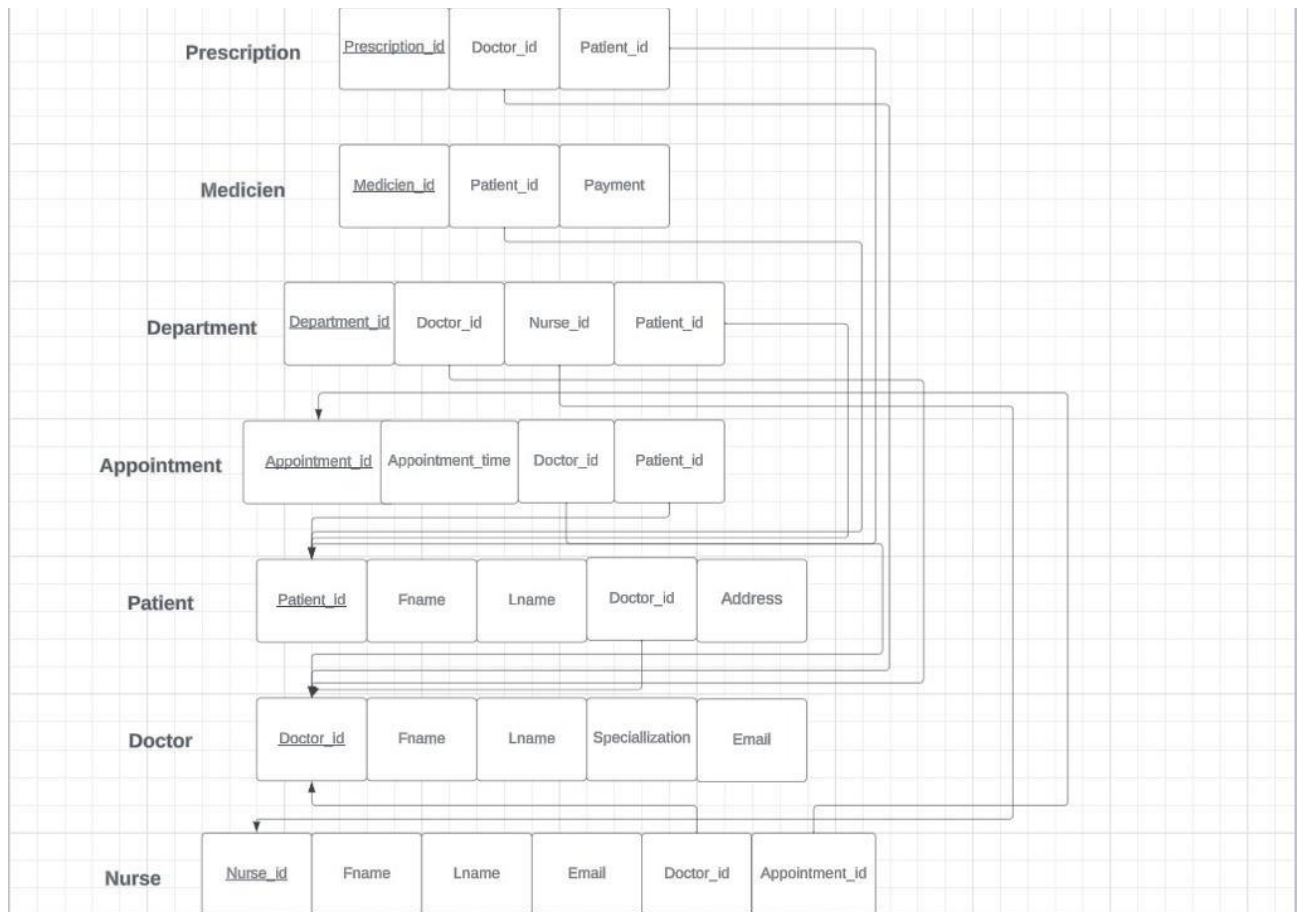 Prescription Prescription_id Doctor_id Patient_id
Medicien Medicien_id Patient_id Payment
Department Department_id Doctor_id Nurse_id Patient_id
Appointment Appointment_id Appointment_time Doctor_id Patient_id
Patient Patient_id Fname Lname Doctor_id Address
Doctor Doctor_id Fname Lname Speciallization Email
Nurse Nurse_id Fname Lname Email Doctor_id Appointment_id